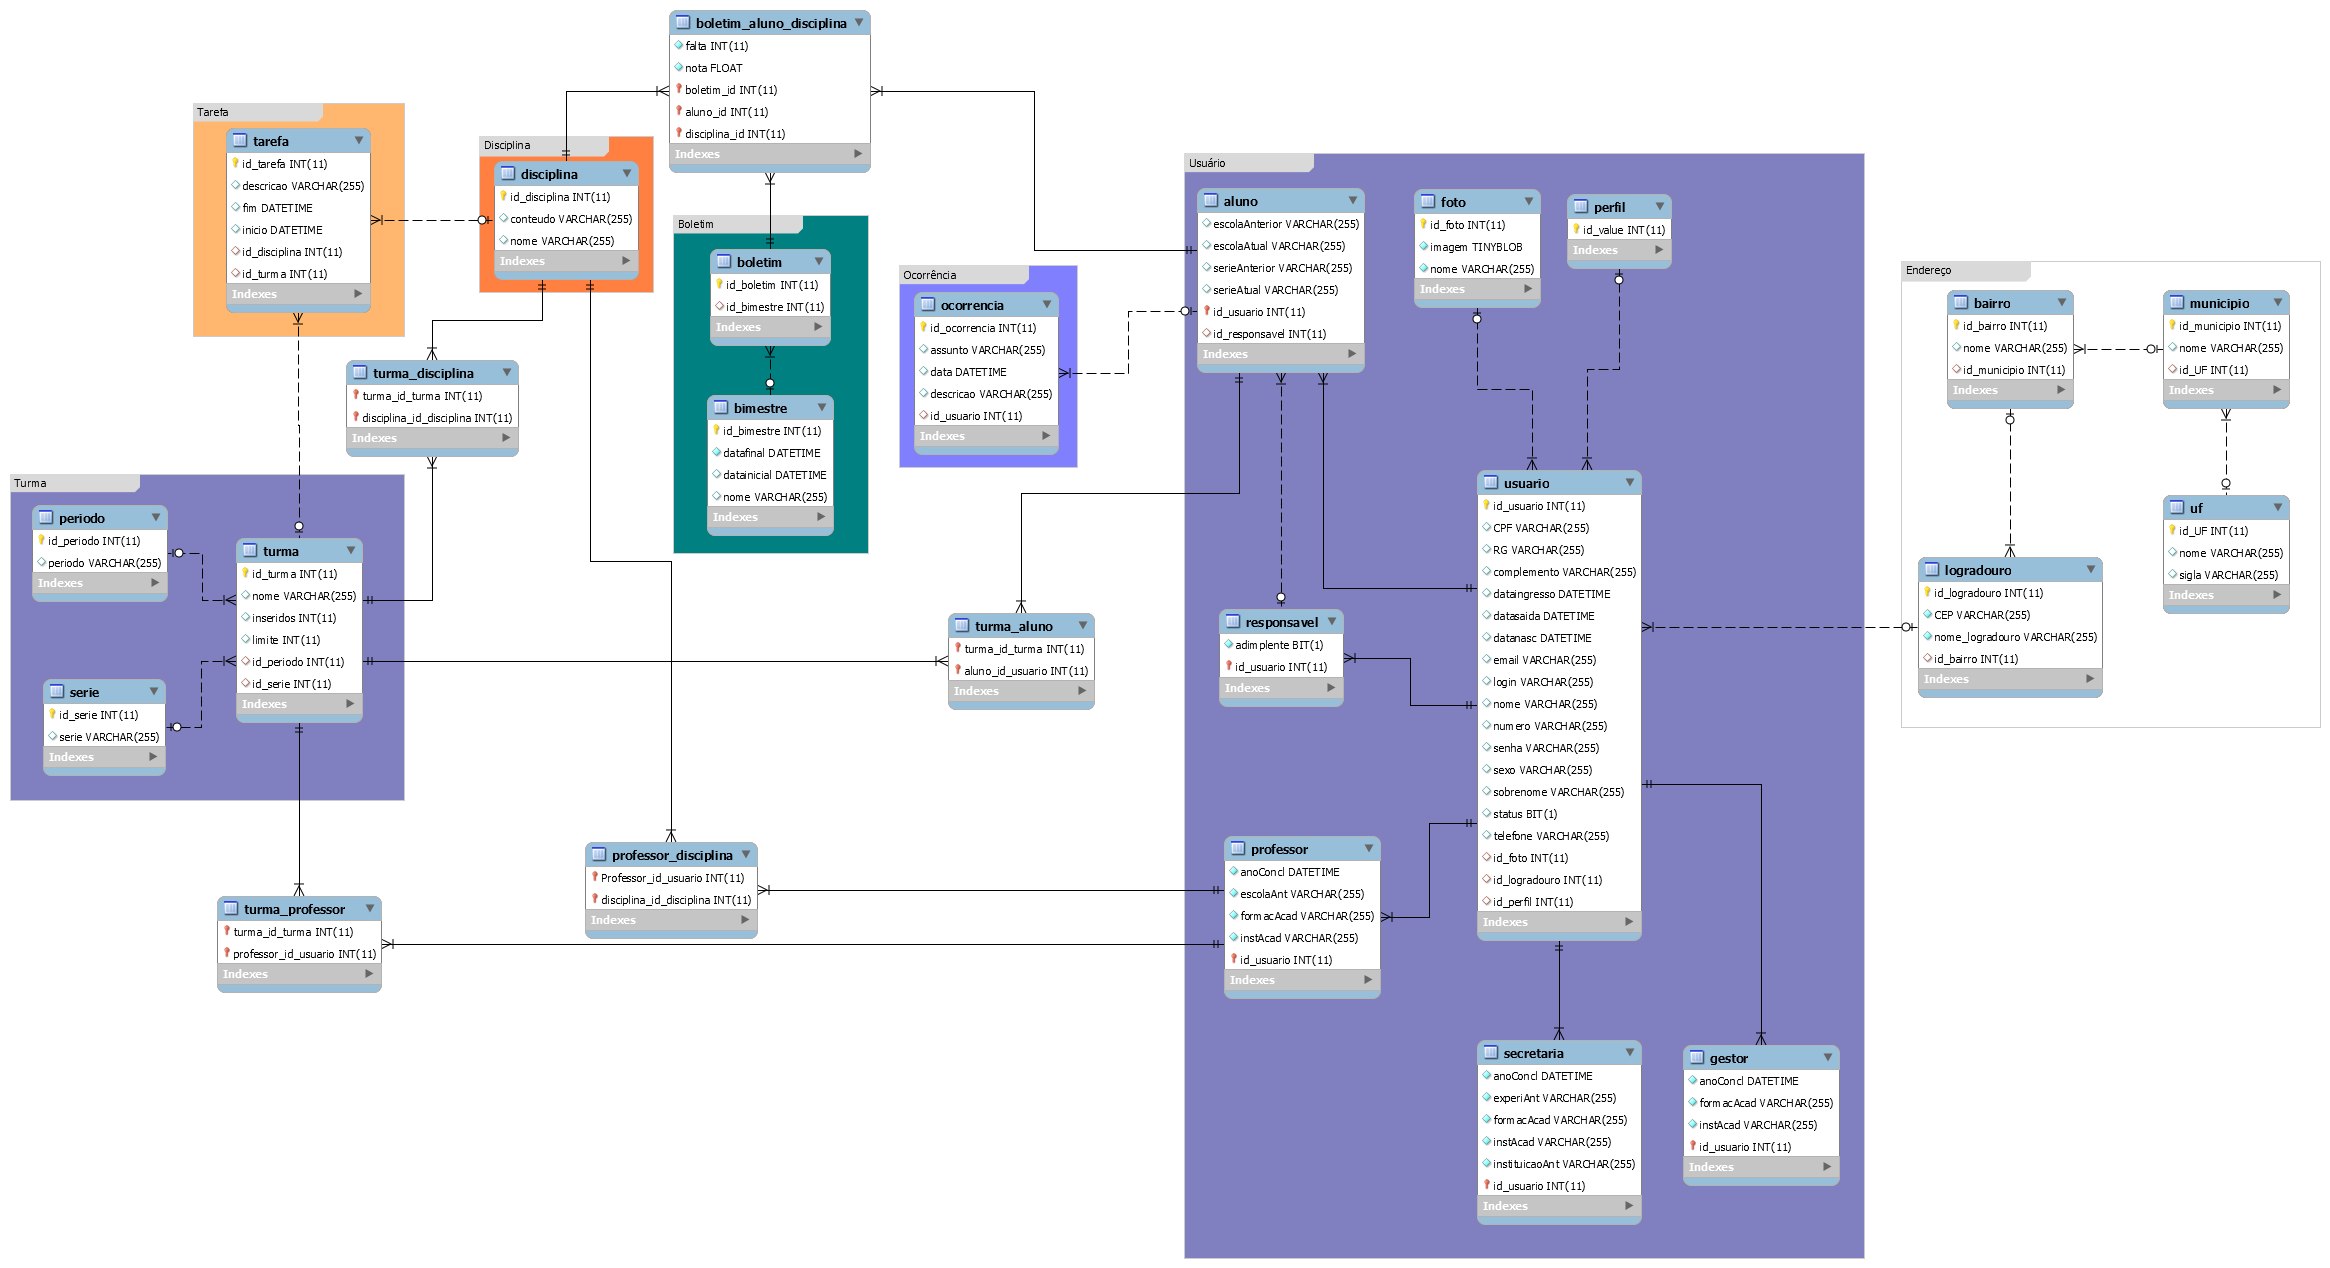 boletim_aluno_disciplina
falta INT(11)
nota FLOAT
boletim_id INT(11)
aluno_id INT(11)
disciplina_id INT(11)
Indexes
Tarefa
tarefa
id_tarefa INT(11)
descricao VARCHAR(255)
fim DATETIME
inicio DATETIME
id_disciplina INT(11)
id_turma INT(11)
Indexes
Disciplina
disciplina
id_disciplina INT(11)
conteudo VARCHAR(255)
nome VARCHAR(255)
Indexes
Boletim
boletim
id_boletim INT(11)
id_bimestre INT(11)
Indexes
bimestre
id_bimestre INT(11)
datafinal DATETIME
datainicial DATETIME
nome VARCHAR(255)
Indexes
Ocorrência
ocorrencia
id_ocorrencia INT(11)
assunto VARCHAR(255)
data DATETIME
descricao VARCHAR(255)
id_usuario INT(11)
Indexes
turma_disciplina
turma_id_turma INT(11)
disciplina_id_disciplina INT(11)
Indexes
Turma
periodo
id_periodo INT(11)
periodo VARCHAR(255)
Indexes
turma
id_turma INT(11)
nome VARCHAR(255)
inseridos INT(11)
limite INT(11)
id_periodo INT(11)
id_serie INT(11)
Indexes
serie
id_serie INT(11)
serie VARCHAR(255)
Indexes
turma_aluno
turma_id_turma INT(11)
aluno_id_usuario INT(11)
Indexes
professor_disciplina
Professor_id_usuario INT(11)
disciplina_id_disciplina INT(11)
Indexes
turma_professor
turma_id_turma INT(11)
professor_id_usuario INT(11)
Indexes
Usuário
aluno
escolaAnterior VARCHAR(255)
escolaAtual VARCHAR(255)
serieAnterior VARCHAR(255)
serieAtual VARCHAR(255)
id_usuario INT(11)
id_responsavel INT(11)
Indexes
foto
id_foto INT(11)
imagem TINYBLOB
nome VARCHAR(255)
Indexes
perfil
id_value INT(11)
Indexes
usuario
id_usuario INT(11)
CPF VARCHAR(255)
RG VARCHAR(255)
complemento VARCHAR(255)
dataingresso DATETIME
datasaida DATETIME
datanasc DATETIME
email VARCHAR(255)
login VARCHAR(255)
nome VARCHAR(255)
numero VARCHAR(255)
senha VARCHAR(255)
sexo VARCHAR(255)
sobrenome VARCHAR(255)
status BIT(1)
telefone VARCHAR(255)
id_foto INT(11)
id_logradouro INT(11)
id_perfil INT(11)
Indexes
responsavel
adimplente BIT(1)
id_usuario INT(11)
Indexes
professor
anoConcl DATETIME
escolaAnt VARCHAR(255)
formacAcad VARCHAR(255)
instAcad VARCHAR(255)
id_usuario INT(11)
Indexes
secretaria
anoConcl DATETIME
experiAnt VARCHAR(255)
formacAcad VARCHAR(255)
instAcad VARCHAR(255)
instituicaoAnt VARCHAR(255)
id_usuario INT(11)
Indexes
gestor
anoConcl DATETIME
formacAcad VARCHAR(255)
instAcad VARCHAR(255)
id_usuario INT(11)
Indexes
Endereço
bairro
id_bairro INT(11)
nome VARCHAR(255)
id_municipio INT(11)
Indexes
municipio
id_municipio INT(11)
nome VARCHAR(255)
id_UF INT(11)
Indexes
uf
id_UF INT(11)
nome VARCHAR(255)
sigla VARCHAR(255)
Indexes
logradouro
id_logradouro INT(11)
CEP VARCHAR(255)
nome_logradouro VARCHAR(255)
id_bairro INT(11)
Indexes